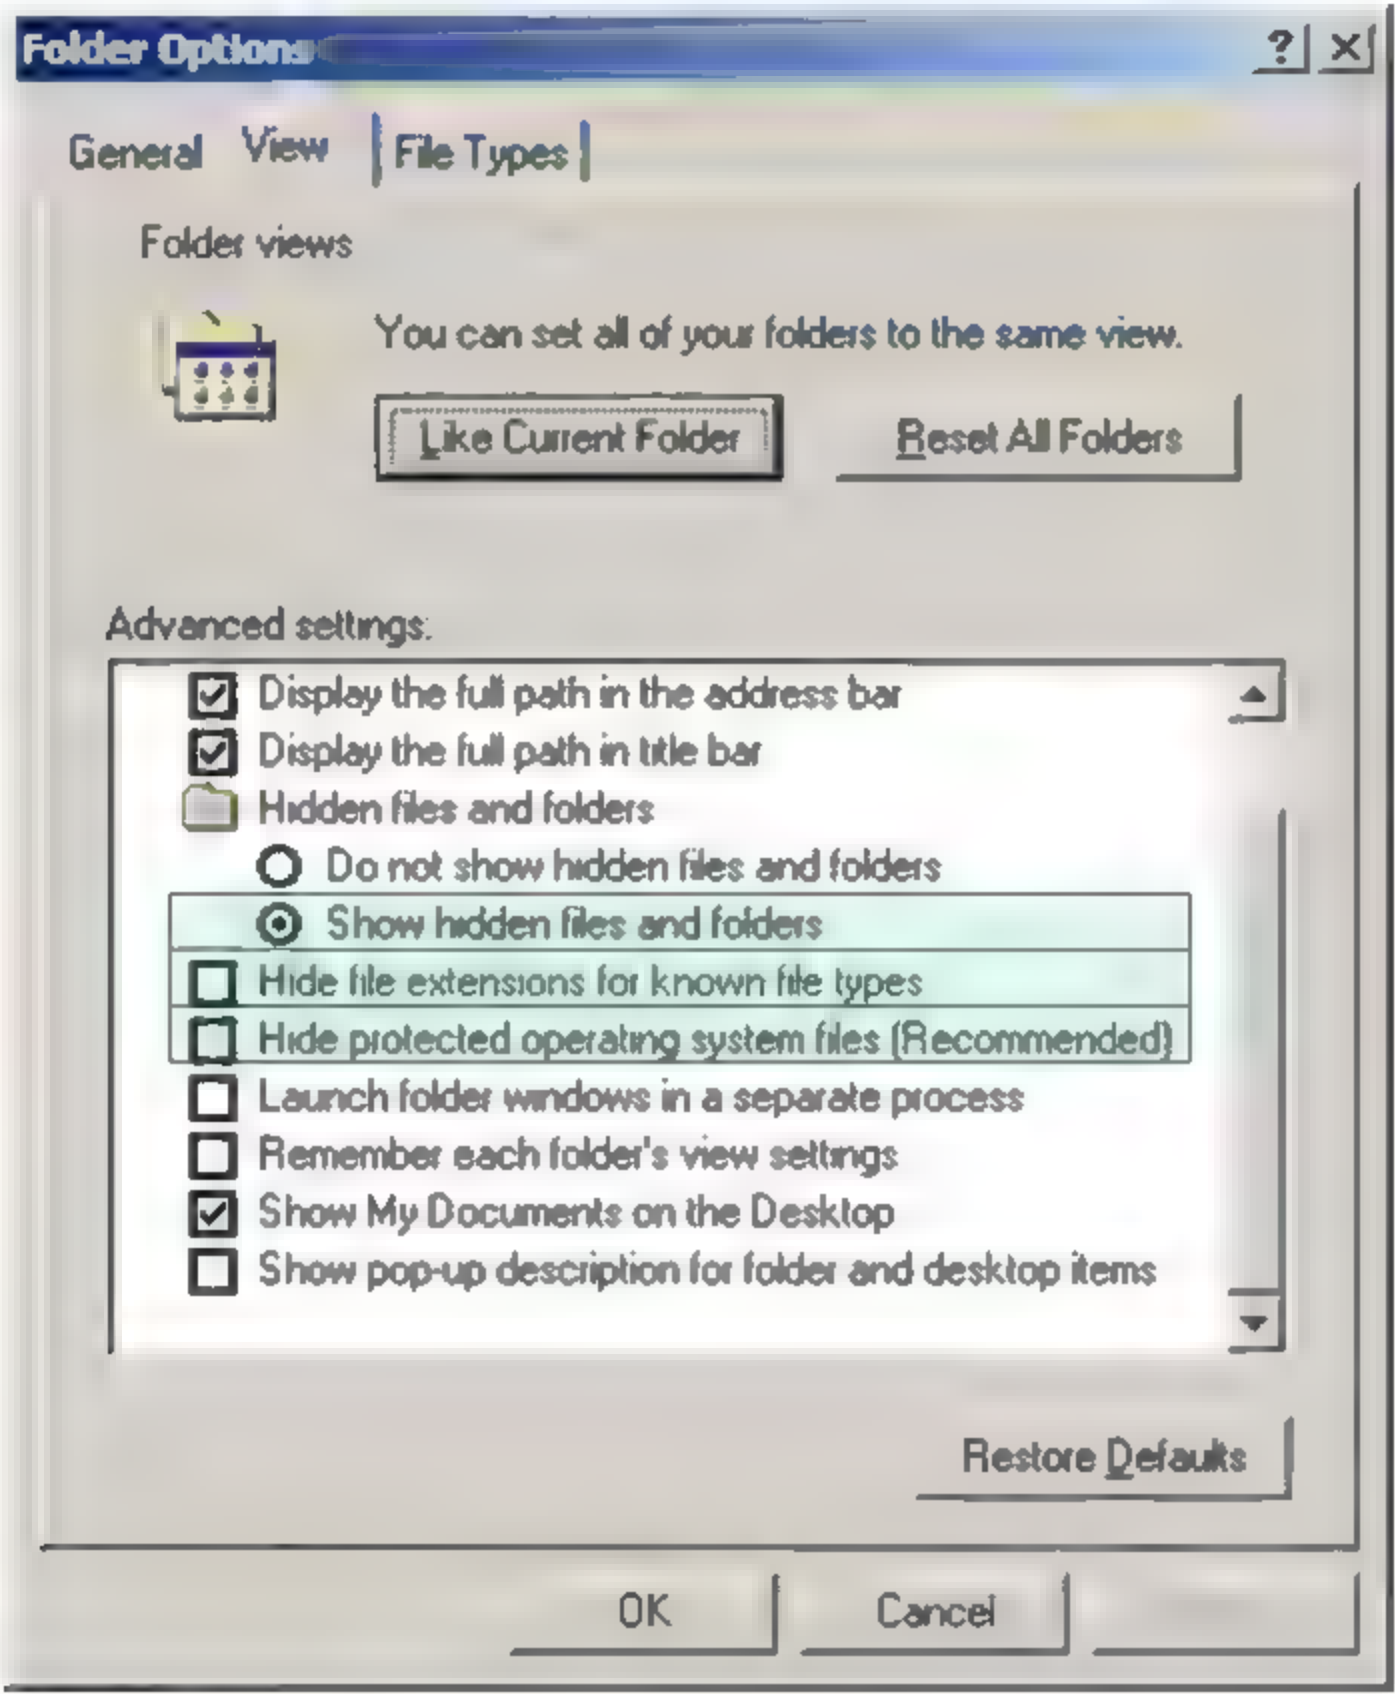 Folder Options
General View File Types
Folder views
You can set all of your folders to the same view.
Like Current Folder Reset All Folders
Advanced settings:
Display the full path in the address bar
Display the full path in title bar
Hidden files and folders
Do not show hidden files and folders
Show hidden files and folders
Hide file extensions for known file types
Hide protected operating system files (Recommended)
Launch folder windows in a separate process
Remember each folder's view settings
Show My Documents on the Desktop
Show pop-up description for folder and desktop items
Restore Defaults
OK Cancel